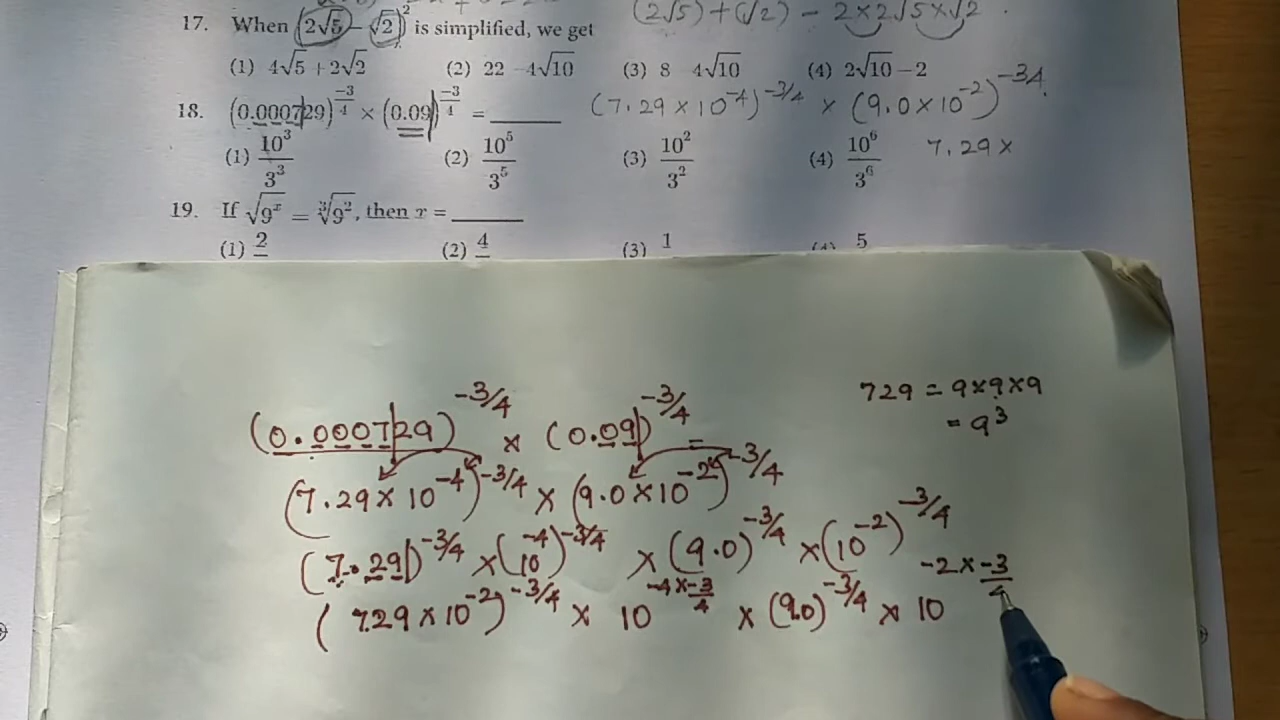 (2√5) + (√2) − 2×2√5×√2
17. When (2√5 − √2)² is simplified, we get
(1) 4√5 + 2√2 (2) 22 − 4√10 (3) 8 4√10 (4) 2√10 − 2
18. (0.000729)^(-3/4) × (0.09)^(-3/4) = ______ (7.29 × 10^-4)^-3/4 × (9.0 × 10^-2)^-3/4.
(1) 10³/3³ (2) 10⁵/3⁵ (3) 10²/3² (4) 10⁶/3⁶ 7.29 ×
19. If √9ˣ = ∛9², then x = ______
(1) 2 (2) 4 (3) 1 (4) 5
729 = 9×9×9
= 9³
(0.000729)^-3/4 × (0.09)^-3/4 =
(7.29 × 10^-4)^-3/4 × (9.0 × 10^-2)^-3/4
(7.29)^-3/4 × (10^-4)^-3/4 × (9.0)^-3/4 × (10^-2)^-3/4
(7.29 × 10^-2)^-3/4 × 10^(-4 × -3/4) × (9.0)^-3/4 × 10^(-2 × -3/4)